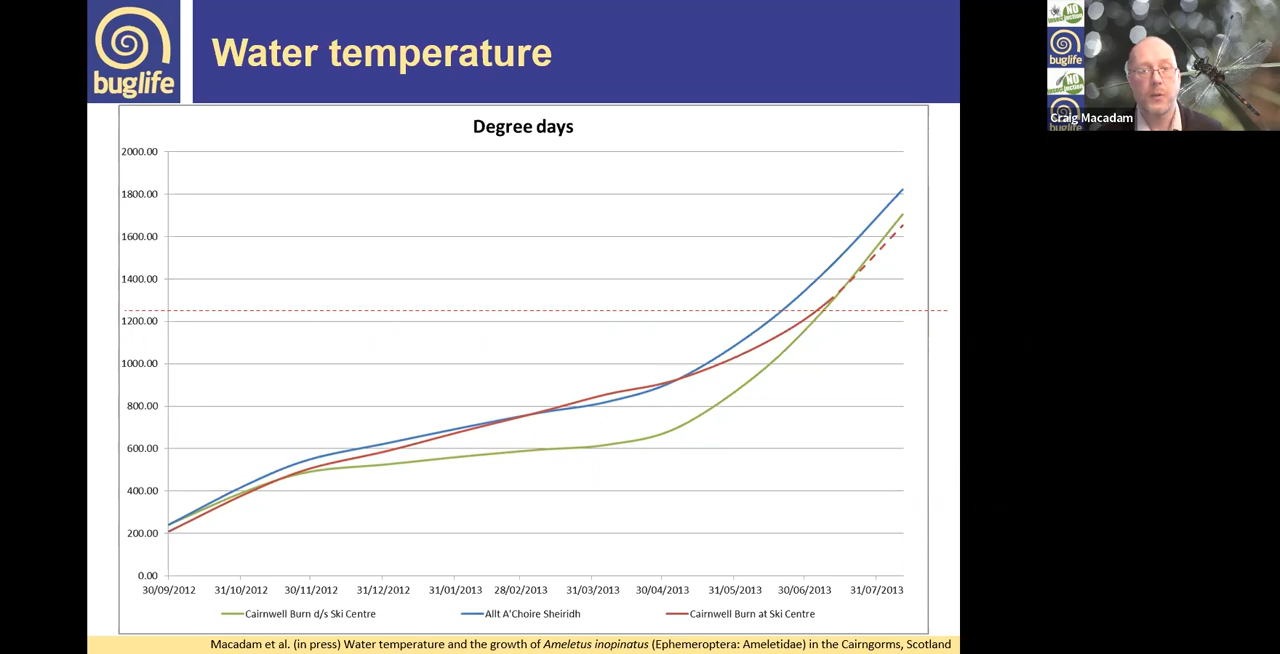 buglife
Water temperature
Degree days
2000.00
1800.00
1600.00
1400.00
1200.00
1000.00
800.00
600.00
400.00
200.00
0.00
30/09/2012 31/10/2012 30/11/2012 31/12/2012 31/01/2013 28/02/2013 31/03/2013 30/04/2013 31/05/2013 30/06/2013 31/07/2013
Cairnwell Burn d/s Ski Centre Allt A'Choire Sheiridh Cairnwell Burn at Ski Centre
Macadam et al. (in press) Water temperature and the growth of Ameletus inopinatus (Ephemeroptera: Ameletidae) in the Cairngorms, Scotland
NO
buglife
NO
Craig Macadam
buglife